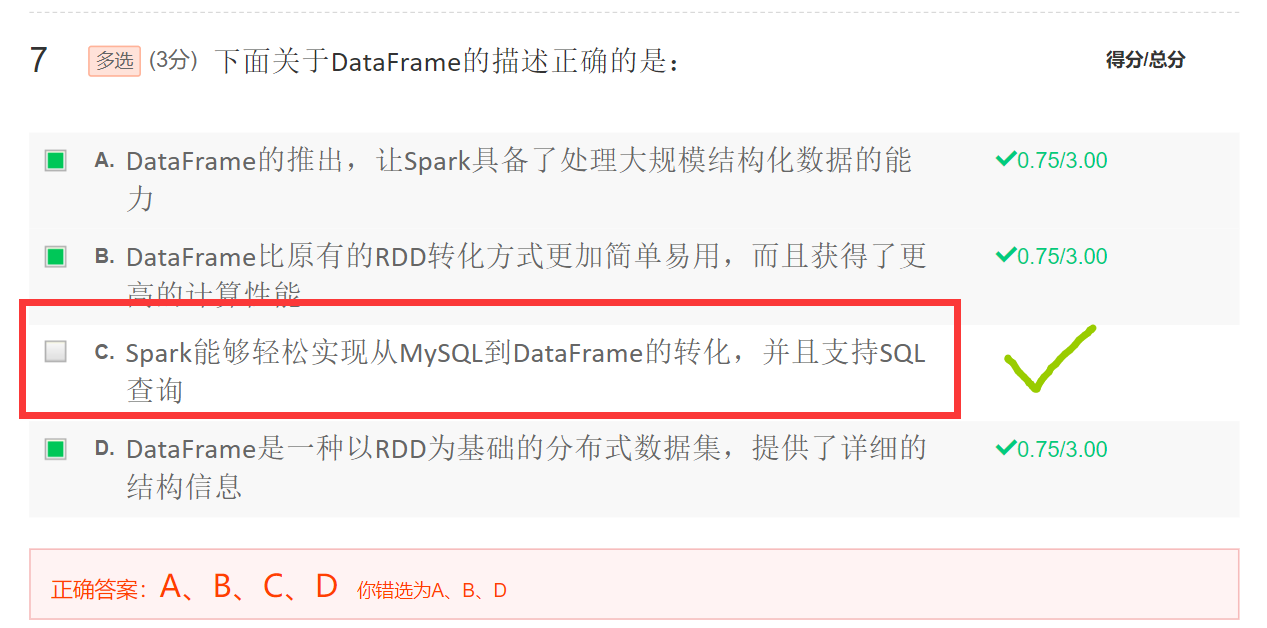 7 多选 (3分) 下面关于DataFrame的描述正确的是： 得分/总分
A. DataFrame的推出，让Spark具备了处理大规模结构化数据的能 0.75/3.00
力
B. DataFrame比原有的RDD转化方式更加简单易用，而且获得了更 0.75/3.00
高的计算性能
C. Spark能够轻松实现从MySQL到DataFrame的转化，并且支持SQL
查询
D. DataFrame是一种以RDD为基础的分布式数据集，提供了详细的 0.75/3.00
结构信息
正确答案：A、B、C、D 你错选为A、B、D